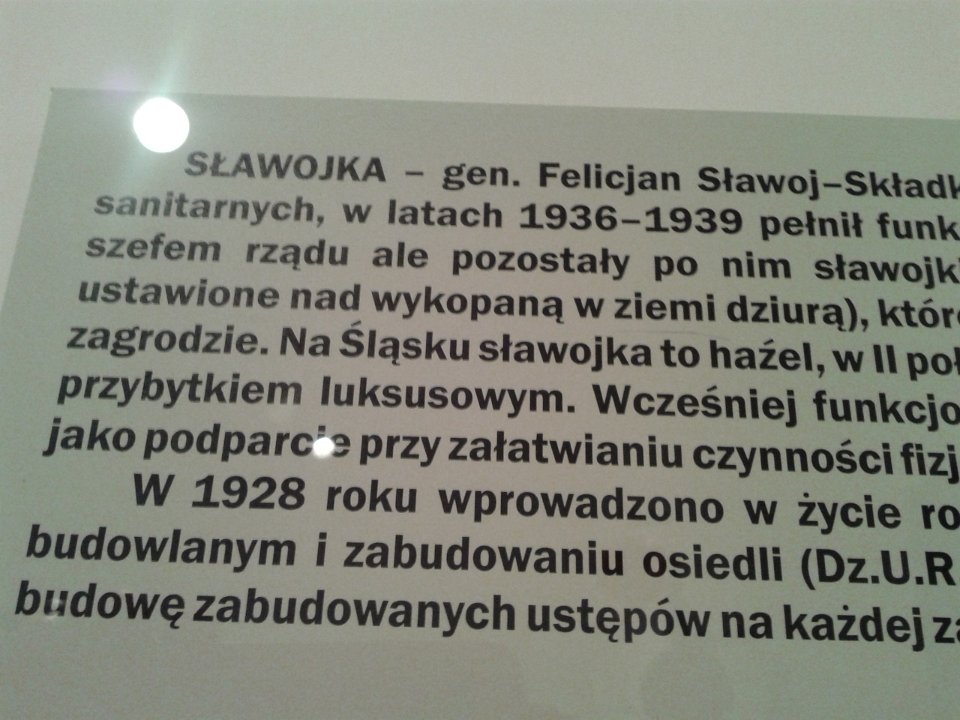 SŁAWOJKA – gen. Felicjan Sławoj–Składk
sanitarnych, w latach 1936–1939 pełnił funk
szefem rządu ale pozostały po nim sławojki
ustawione nad wykopaną w ziemi dziurą), któr
zagrodzie. Na Śląsku sławojka to haźel, w II poł
przybytkiem luksusowym. Wcześniej funkcjo
jako podparcie przy załatwianiu czynności fizj
W 1928 roku wprowadzono w życie ro
budowlanym i zabudowaniu osiedli (Dz.U.R.
budowę zabudowanych ustępów na każdej za